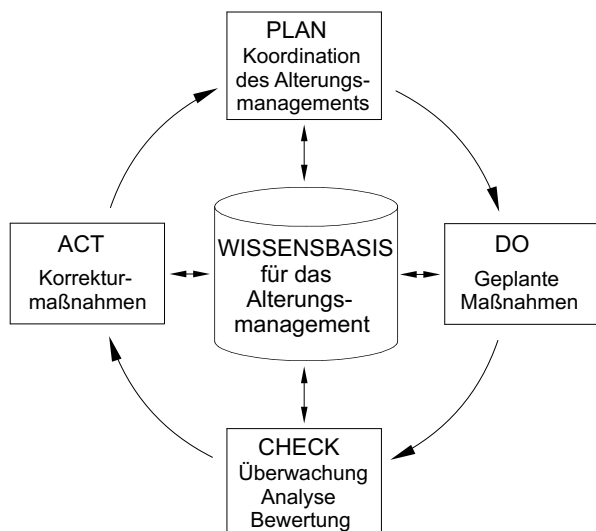 PLAN
Koordination
des Alterungs-
managements
ACT
Korrektur-
maßnahmen
WISSENSBASIS
für das
Alterungs-
management
DO
Geplante
Maßnahmen
CHECK
Überwachung
Analyse
Bewertung